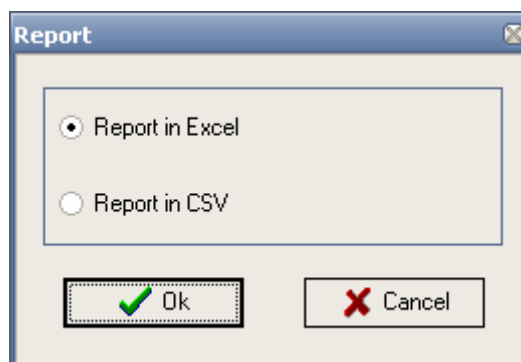 Report
Report in Excel
Report in CSV
Ok
Cancel